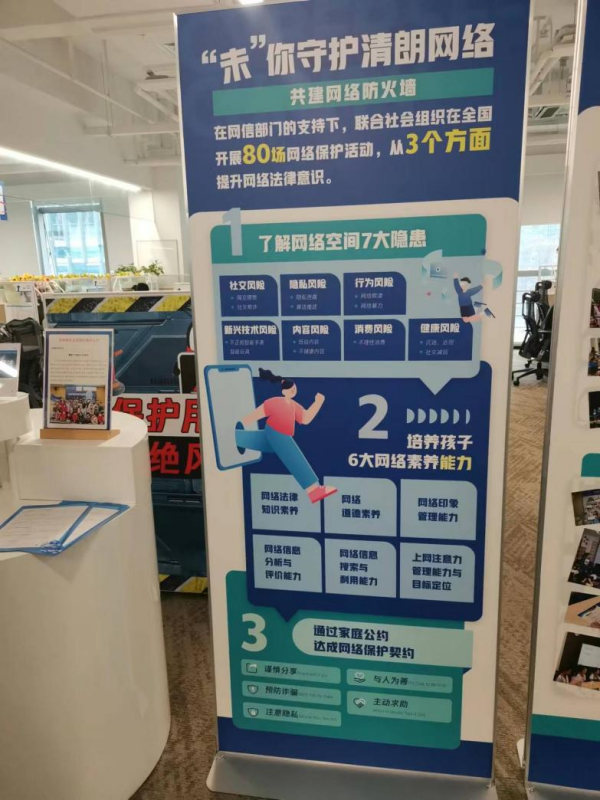 “未”你守护清朗网络
共建网络防火墙
在网信部门的支持下，联合社会组织在全国
开展80场网络保护活动，从3个方面
提升网络法律意识。
1
了解网络空间7大隐患
社交风险
隐私风险
行为风险
新兴技术风险
内容风险
消费风险
不理性消费
健康风险
2
培养孩子
6大网络素养能力
网络法律
知识素养
网络
道德素养
网络印象
管理能力
网络信息
分析与
评价能力
网络信息
搜索与
利用能力
上网注意力
管理能力与
目标定位
3
通过家庭公约
达成网络保护契约
谨慎分享
与人为善
预防诈骗
主动求助
注意隐私
保护用
绝